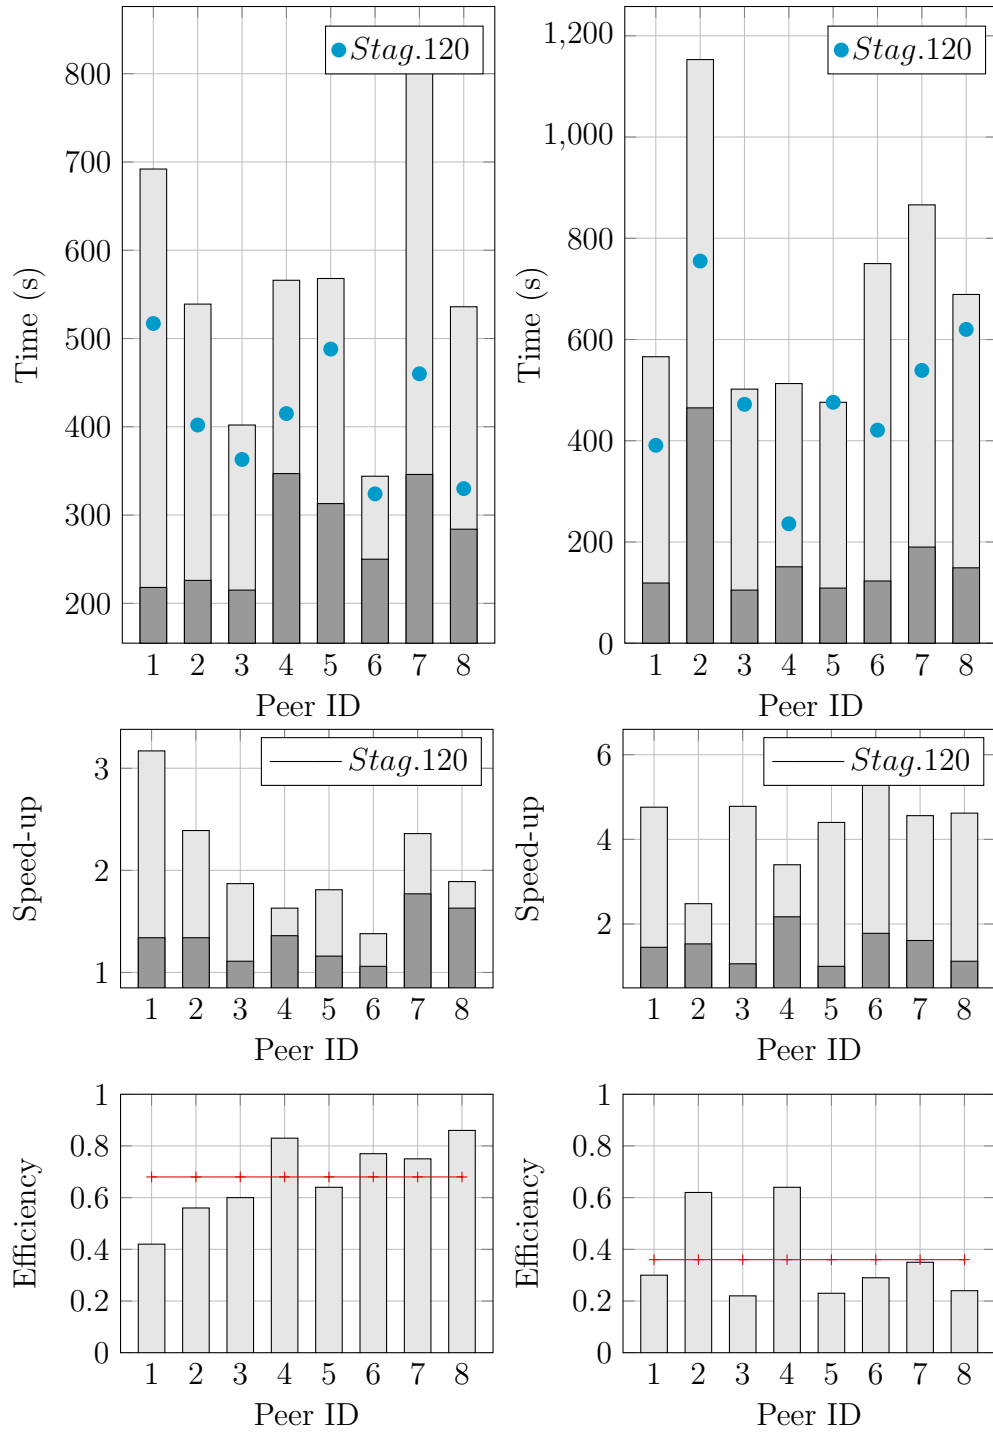 Stag.120
800
700
600
500
400
300
200
Time (s)
1 2 3 4 5 6 7 8
Peer ID
Stag.120
1,200
1,000
800
600
400
200
0
Time (s)
1 2 3 4 5 6 7 8
Peer ID
Stag.120
3
2
1
Speed-up
1 2 3 4 5 6 7 8
Peer ID
Stag.120
6
4
2
Speed-up
1 2 3 4 5 6 7 8
Peer ID
1
0.8
0.6
0.4
0.2
0
Efficiency
1 2 3 4 5 6 7 8
Peer ID
1
0.8
0.6
0.4
0.2
0
Efficiency
1 2 3 4 5 6 7 8
Peer ID